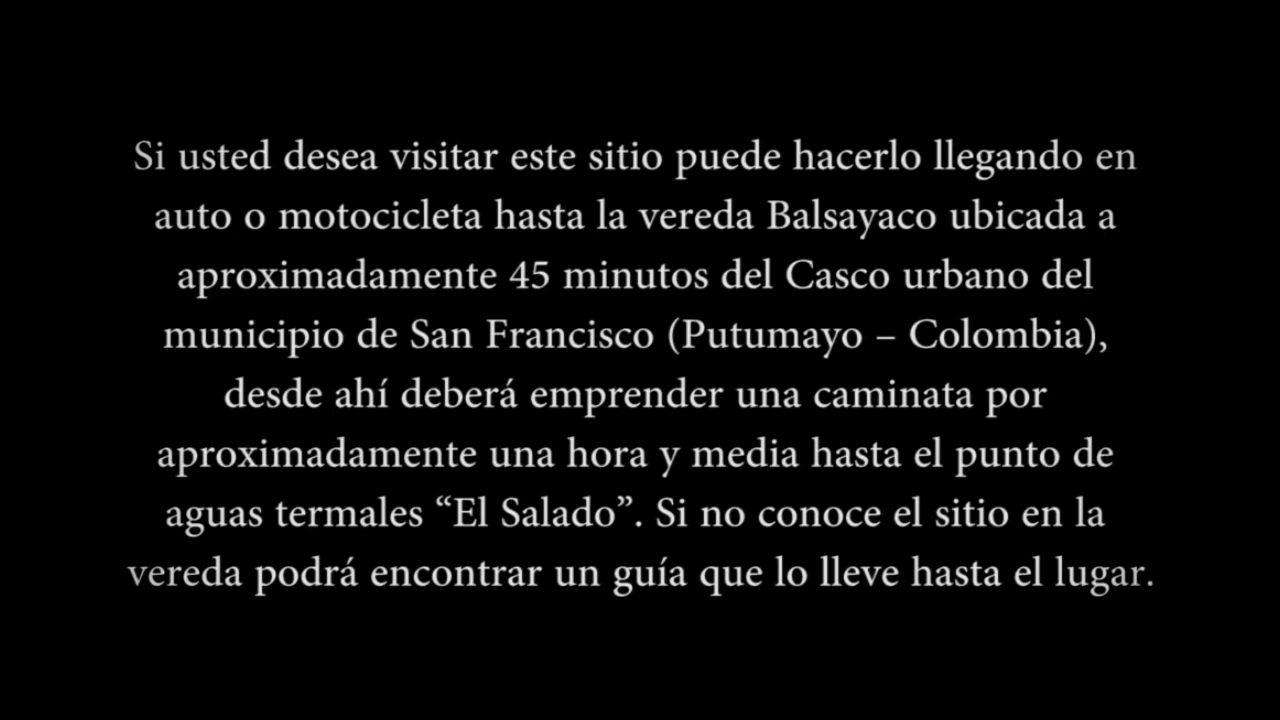 Si usted desea visitar este sitio puede hacerlo llegando en
auto o motocicleta hasta la vereda Balsayaco ubicada a
aproximadamente 45 minutos del Casco urbano del
municipio de San Francisco (Putumayo – Colombia),
desde ahí deberá emprender una caminata por
aproximadamente una hora y media hasta el punto de
aguas termales “El Salado”. Si no conoce el sitio en la
vereda podrá encontrar un guía que lo lleve hasta el lugar.